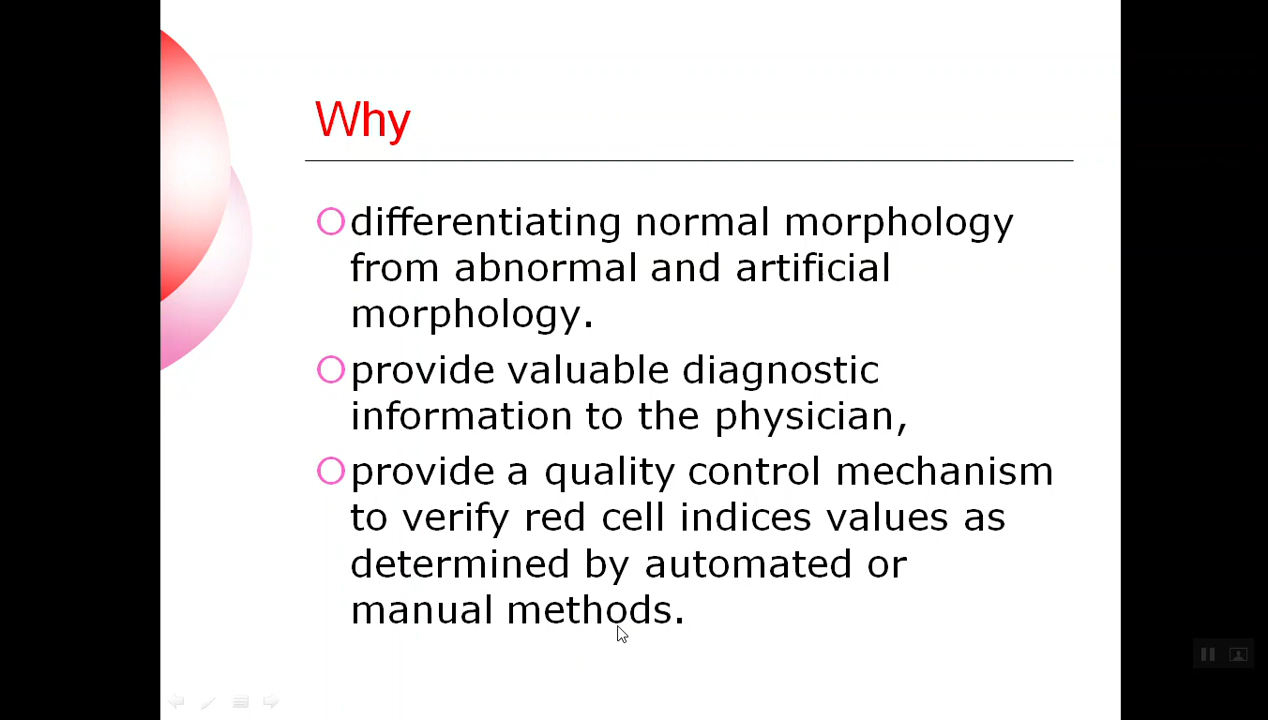 Why
differentiating normal morphology
from abnormal and artificial
morphology.
provide valuable diagnostic
information to the physician,
provide a quality control mechanism
to verify red cell indices values as
determined by automated or
manual methods.